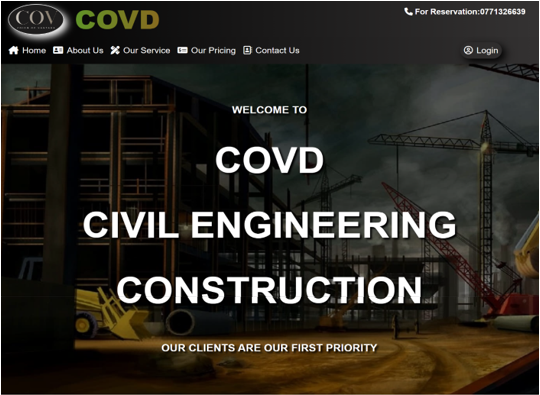 COV
COVD
For Reservation:0771326639
Home About Us Our Service Our Pricing Contact Us Login
WELCOME TO
COVD
CIVIL ENGINEERING
CONSTRUCTION
OUR CLIENTS ARE OUR FIRST PRIORITY